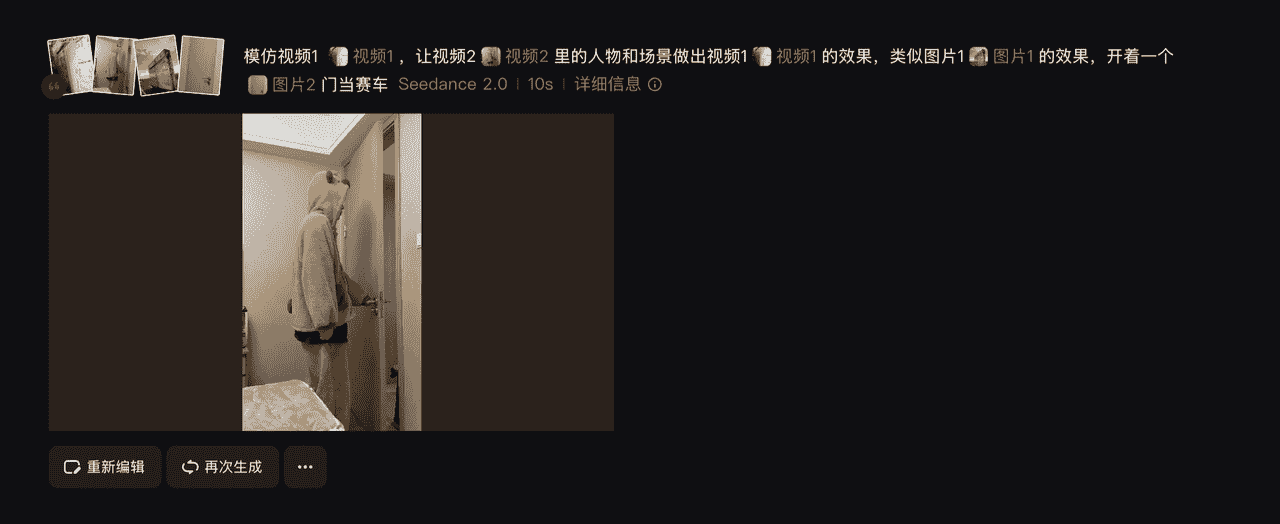 模仿视频1 视频1 ，让视频2 视频2 里的人物和场景做出视频1 视频1 的效果，类似图片1 图片1 的效果，开着一个
图片2 门当赛车 Seedance 2.0 | 10s | 详细信息
重新编辑 再次生成